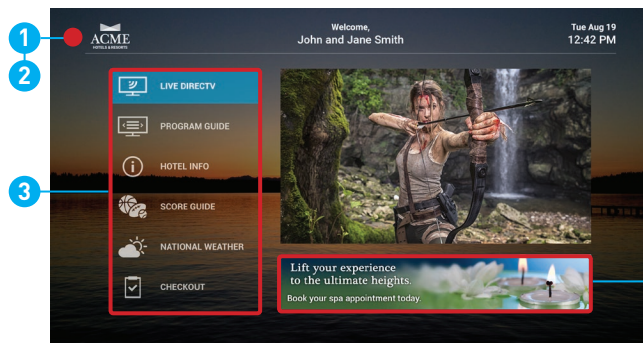 1
2
3
ACME
HOTELS & RESORTS
Welcome,
John and Jane Smith
Tue Aug 19
12:42 PM
LIVE DIRECTV
PROGRAM GUIDE
HOTEL INFO
SCORE GUIDE
NATIONAL WEATHER
CHECKOUT
Lift your experience
to the ultimate heights.
Book your spa appointment today.